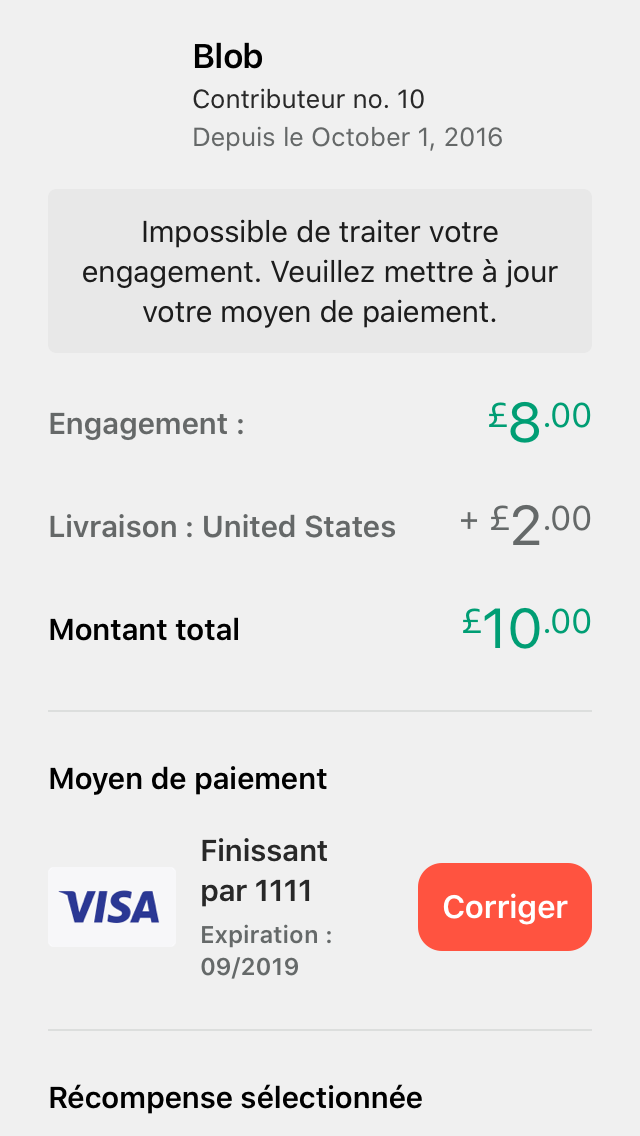 Blob
Contributeur no. 10
Depuis le October 1, 2016
Impossible de traiter votre
engagement. Veuillez mettre à jour
votre moyen de paiement.
Engagement : £8.00
Livraison : United States + £2.00
Montant total £10.00
Moyen de paiement
VISA
Finissant
par 1111
Expiration :
09/2019
Corriger
Récompense sélectionnée